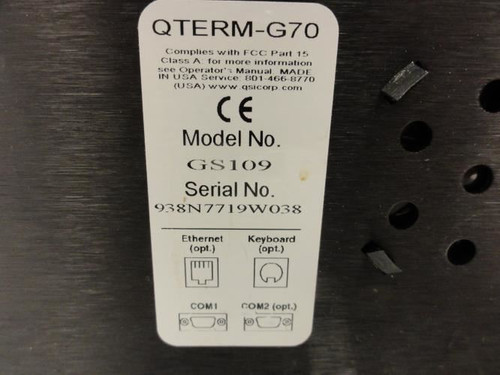 QTERM-G70
Complies with FCC Part 15
Class A. for more information
see Operator's Manual. MADE
IN USA Service: 801-466-8770
(USA) www.qsicorp.com
CE
Model No.
GS109
Serial No.
938N7719W038
Ethernet Keyboard
(opt.) (opt.)
COM1 COM2 (opt.)